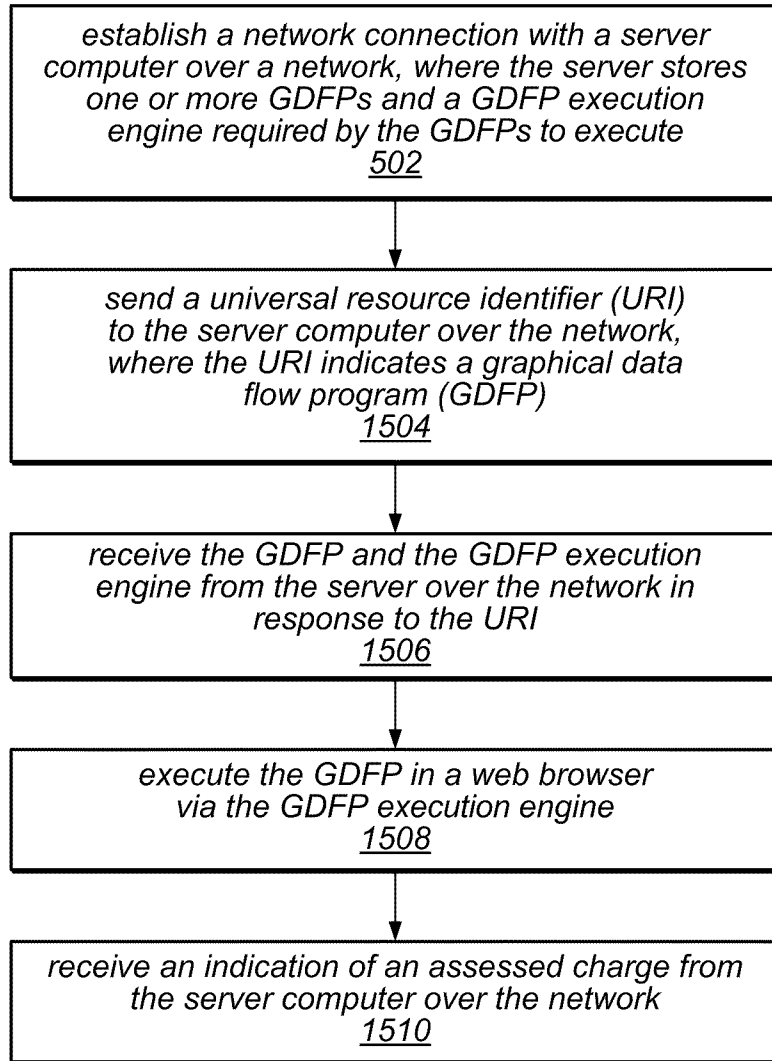 establish a network connection with a server
computer over a network, where the server stores
one or more GDFPs and a GDFP execution
engine required by the GDFPs to execute
502
send a universal resource identifier (URI)
to the server computer over the network,
where the URI indicates a graphical data
flow program (GDFP)
1504
receive the GDFP and the GDFP execution
engine from the server over the network in
response to the URI
1506
execute the GDFP in a web browser
via the GDFP execution engine
1508
receive an indication of an assessed charge from
the server computer over the network
1510